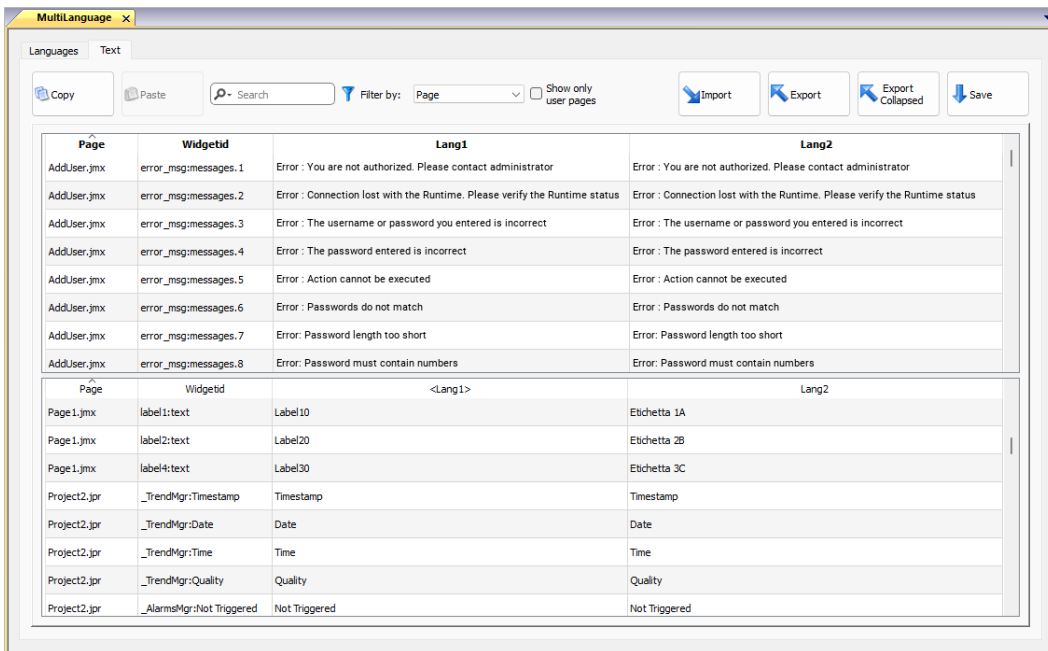 MultiLanguage x
Languages Text
Copy Paste Search Filter by: Page Show only user pages Import Export Export Collapsed Save
Page Widgetid Lang1 Lang2
AddUser.jmx error_msg:messages.1 Error : You are not authorized. Please contact administrator Error : You are not authorized. Please contact administrator
AddUser.jmx error_msg:messages.2 Error : Connection lost with the Runtime. Please verify the Runtime status Error : Connection lost with the Runtime. Please verify the Runtime status
AddUser.jmx error_msg:messages.3 Error : The username or password you entered is incorrect Error : The username or password you entered is incorrect
AddUser.jmx error_msg:messages.4 Error : The password entered is incorrect Error : The password entered is incorrect
AddUser.jmx error_msg:messages.5 Error : Action cannot be executed Error : Action cannot be executed
AddUser.jmx error_msg:messages.6 Error : Passwords do not match Error : Passwords do not match
AddUser.jmx error_msg:messages.7 Error: Password length too short Error: Password length too short
AddUser.jmx error_msg:messages.8 Error: Password must contain numbers Error: Password must contain numbers
Page Widgetid <Lang1> Lang2
Page1.jmx label1:text Label10 Etichetta 1A
Page1.jmx label2:text Label20 Etichetta 2B
Page1.jmx label4:text Label30 Etichetta 3C
Project2.jpr _TrendMgr:Timestamp Timestamp Timestamp
Project2.jpr _TrendMgr:Date Date Date
Project2.jpr _TrendMgr:Time Time Time
Project2.jpr _TrendMgr:Quality Quality Quality
Project2.jpr _AlarmsMgr:Not Triggered Not Triggered Not Triggered